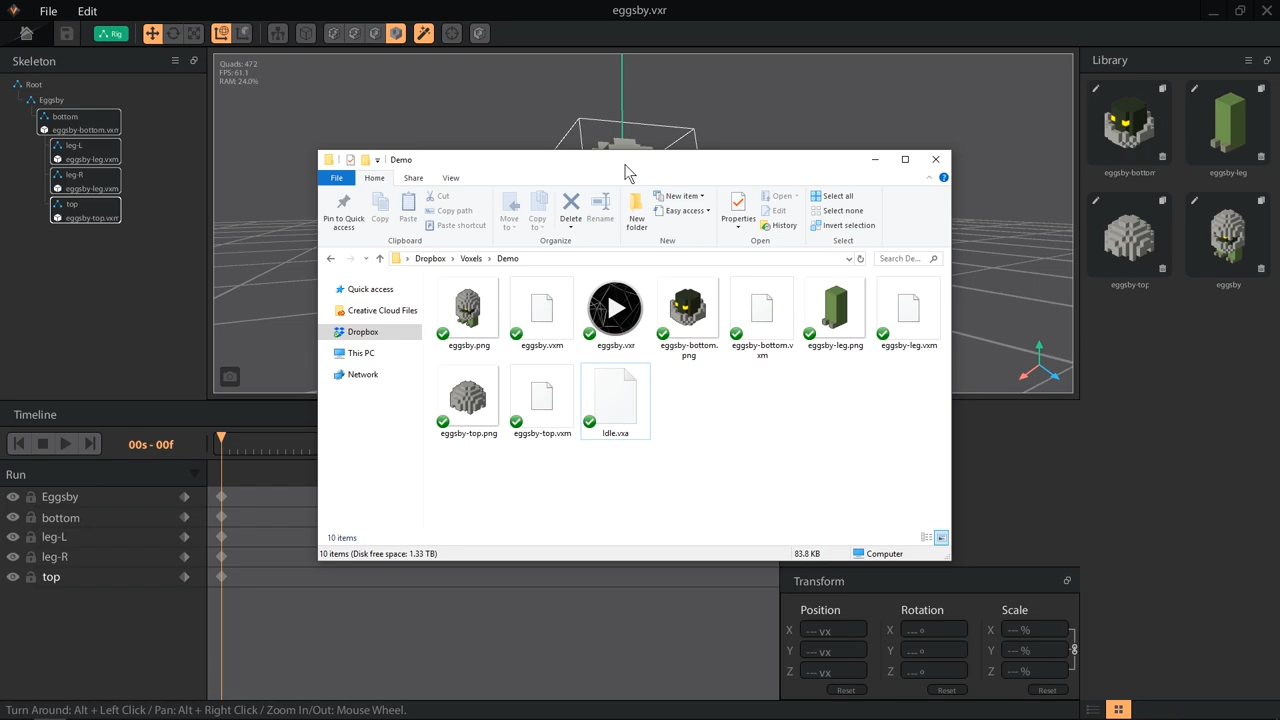 File Edit eggsby.vxr
Rig
Skeleton
Root
Eggsby
bottom
eggsby-bottom.vxm
leg-L
eggsby-leg.vxm
leg-R
eggsby-leg.vxm
top
eggsby-top.vxm
Quads: 472
FPS: 61.1
RAM: 24.0%
Library
eggsby-bottom
eggsby-leg
eggsby-top
eggsby
Demo
File Home Share View
Pin to Quick access
Copy
Paste
Cut
Copy path
Paste shortcut
Clipboard
Move to
Copy to
Delete
Rename
Organize
New folder
New item
Easy access
New
Properties
Open
Edit
History
Open
Select all
Select none
Invert selection
Select
Dropbox Voxels Demo
Search De...
Quick access
Creative Cloud Files
Dropbox
This PC
Network
eggsby.png
eggsby.vxm
eggsby.vxr
eggsby-bottom.png
eggsby-bottom.vxm
eggsby-leg.png
eggsby-leg.vxm
eggsby-top.png
eggsby-top.vxm
Idle.vxa
10 items
10 items (Disk free space: 1.33 TB) 83.8 KB Computer
Timeline
00s - 00f
Run
Eggsby
bottom
leg-L
leg-R
top
Transform
Position Rotation Scale
X --- vx X --- o X --- %
Y --- vx Y --- o Y --- %
Z --- vx Z --- o Z --- %
Reset Reset Reset
Turn Around: Alt + Left Click / Pan: Alt + Right Click / Zoom In/Out: Mouse Wheel.